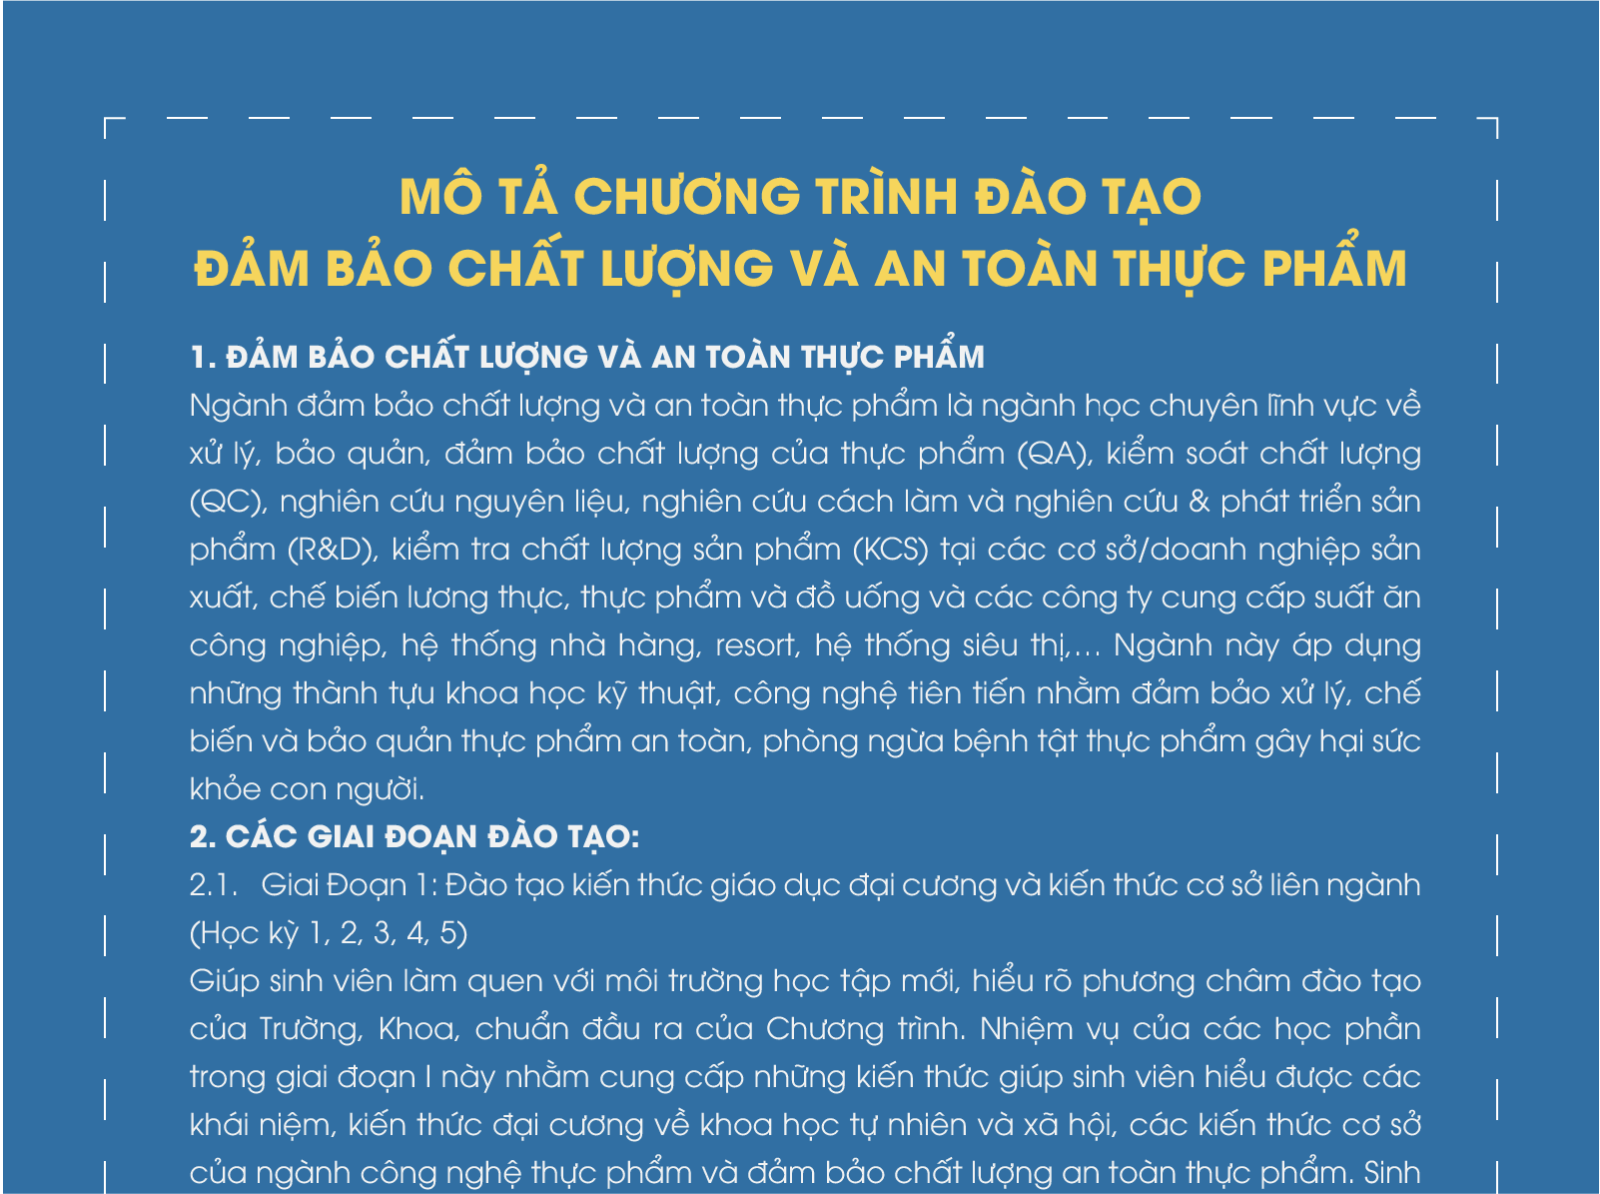 MÔ TẢ CHƯƠNG TRÌNH ĐÀO TẠO
ĐẢM BẢO CHẤT LƯỢNG VÀ AN TOÀN THỰC PHẨM
1. ĐẢM BẢO CHẤT LƯỢNG VÀ AN TOÀN THỰC PHẨM
Ngành đảm bảo chất lượng và an toàn thực phẩm là ngành học chuyên lĩnh vực về
xử lý, bảo quản, đảm bảo chất lượng của thực phẩm (QA), kiểm soát chất lượng
(QC), nghiên cứu nguyên liệu, nghiên cứu cách làm và nghiên cứu & phát triển sản
phẩm (R&D), kiểm tra chất lượng sản phẩm (KCS) tại các cơ sở/doanh nghiệp sản
xuất, chế biến lương thực, thực phẩm và đồ uống và các công ty cung cấp suất ăn
công nghiệp, hệ thống nhà hàng, resort, hệ thống siêu thị,... Ngành này áp dụng
những thành tựu khoa học kỹ thuật, công nghệ tiên tiến nhằm đảm bảo xử lý, chế
biến và bảo quản thực phẩm an toàn, phòng ngừa bệnh tật thực phẩm gây hại sức
khỏe con người.
2. CÁC GIAI ĐOẠN ĐÀO TẠO:
2.1. Giai Đoạn 1: Đào tạo kiến thức giáo dục đại cương và kiến thức cơ sở liên ngành
(Học kỳ 1, 2, 3, 4, 5)
Giúp sinh viên làm quen với môi trường học tập mới, hiểu rõ phương châm đào tạo
của Trường, Khoa, chuẩn đầu ra của Chương trình. Nhiệm vụ của các học phần
trong giai đoạn I này nhằm cung cấp những kiến thức giúp sinh viên hiểu được các
khái niệm, kiến thức đại cương về khoa học tự nhiên và xã hội, các kiến thức cơ sở
của ngành công nghệ thực phẩm và đảm bảo chất lượng an toàn thực phẩm. Sinh